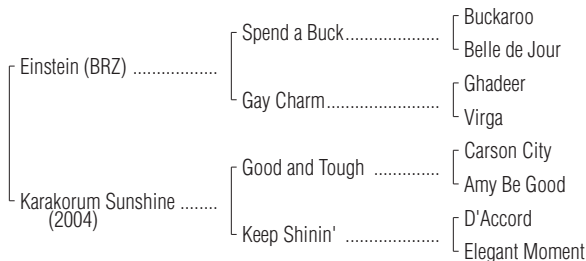 Buckaroo
Spend a Buck....................
Belle de Jour
Einstein (BRZ) ..................
Ghadeer
Gay Charm........................
Virga
Carson City
Good and Tough ..............
Amy Be Good
Karakorum Sunshine ........
(2004)
D'Accord
Keep Shinin' ....................
Elegant Moment